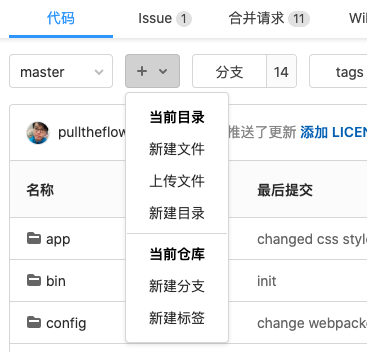 代码
Issue 1
合并请求 11
Wi
master
+
分支 14
tags
当前目录
新建文件
上传文件
新建目录
当前仓库
新建分支
新建标签
pulltheflow
推送了更新 添加 LICEN
名称
最后提交
app
changed css style
bin
init
config
change webpack